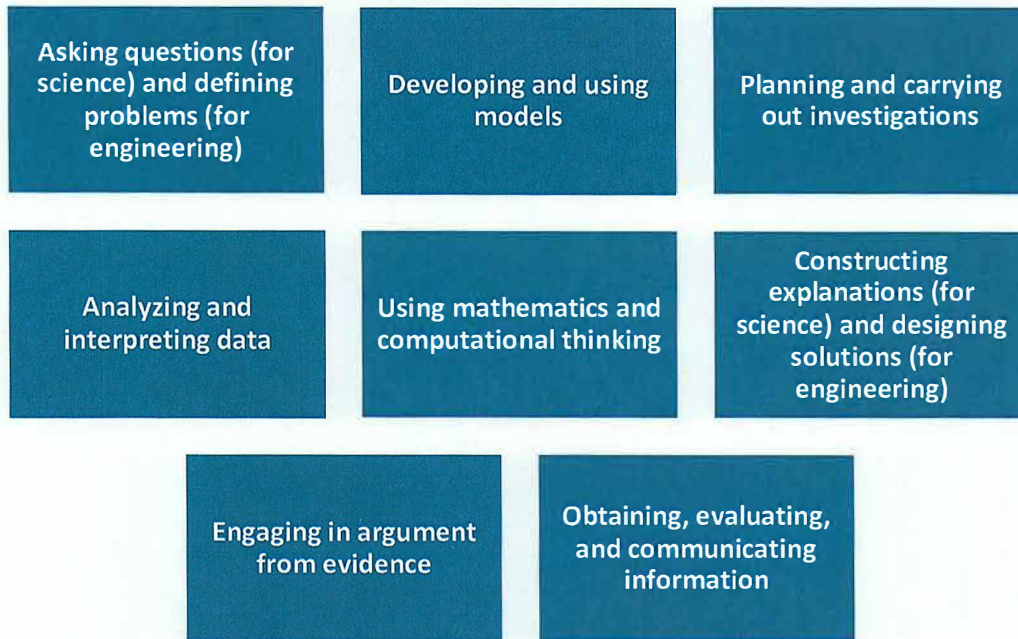 Asking questions (for
science) and defining
problems (for
engineering)
Developing and using
models
Planning and carrying
out investigations
Analyzing and
interpreting data
Using mathematics and
computational thinking
Constructing
explanations (for
science) and designing
solutions (for
engineering)
Engaging in argument
from evidence
Obtaining, evaluating,
and communicating
information